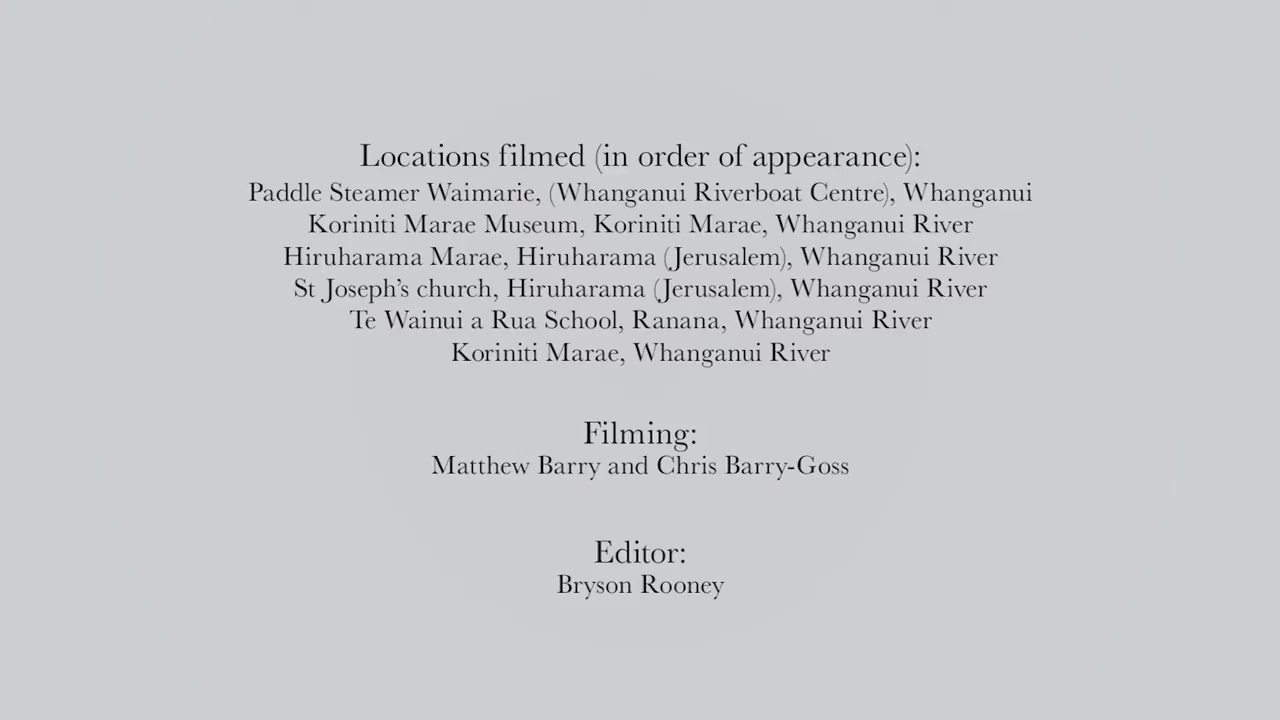 Locations filmed (in order of appearance):
Paddle Steamer Waimarie, (Whanganui Riverboat Centre), Whanganui
Koriniti Marae Museum, Koriniti Marae, Whanganui River
Hiruharama Marae, Hiruharama (Jerusalem), Whanganui River
St Joseph’s church, Hiruharama (Jerusalem), Whanganui River
Te Wainui a Rua School, Ranana, Whanganui River
Koriniti Marae, Whanganui River
Filming:
Matthew Barry and Chris Barry-Goss
Editor:
Bryson Rooney